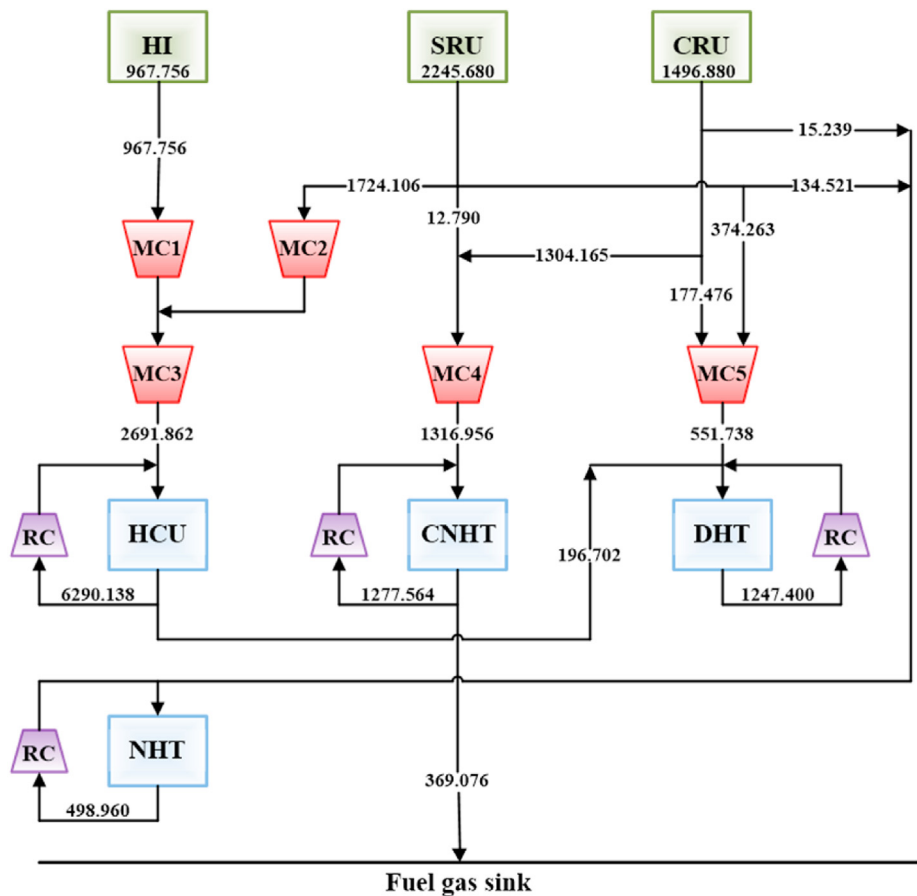 HI
967.756
SRU
2245.680
CRU
1496.880
15.239
967.756
1724.106
134.521
12.790
374.263
MC1
MC2
1304.165
177.476
MC3
MC4
MC5
2691.862
1316.956
551.738
RC
HCU
RC
CNHT
196.702
DHT
RC
6290.138
1277.564
1247.400
RC
NHT
369.076
498.960
Fuel gas sink